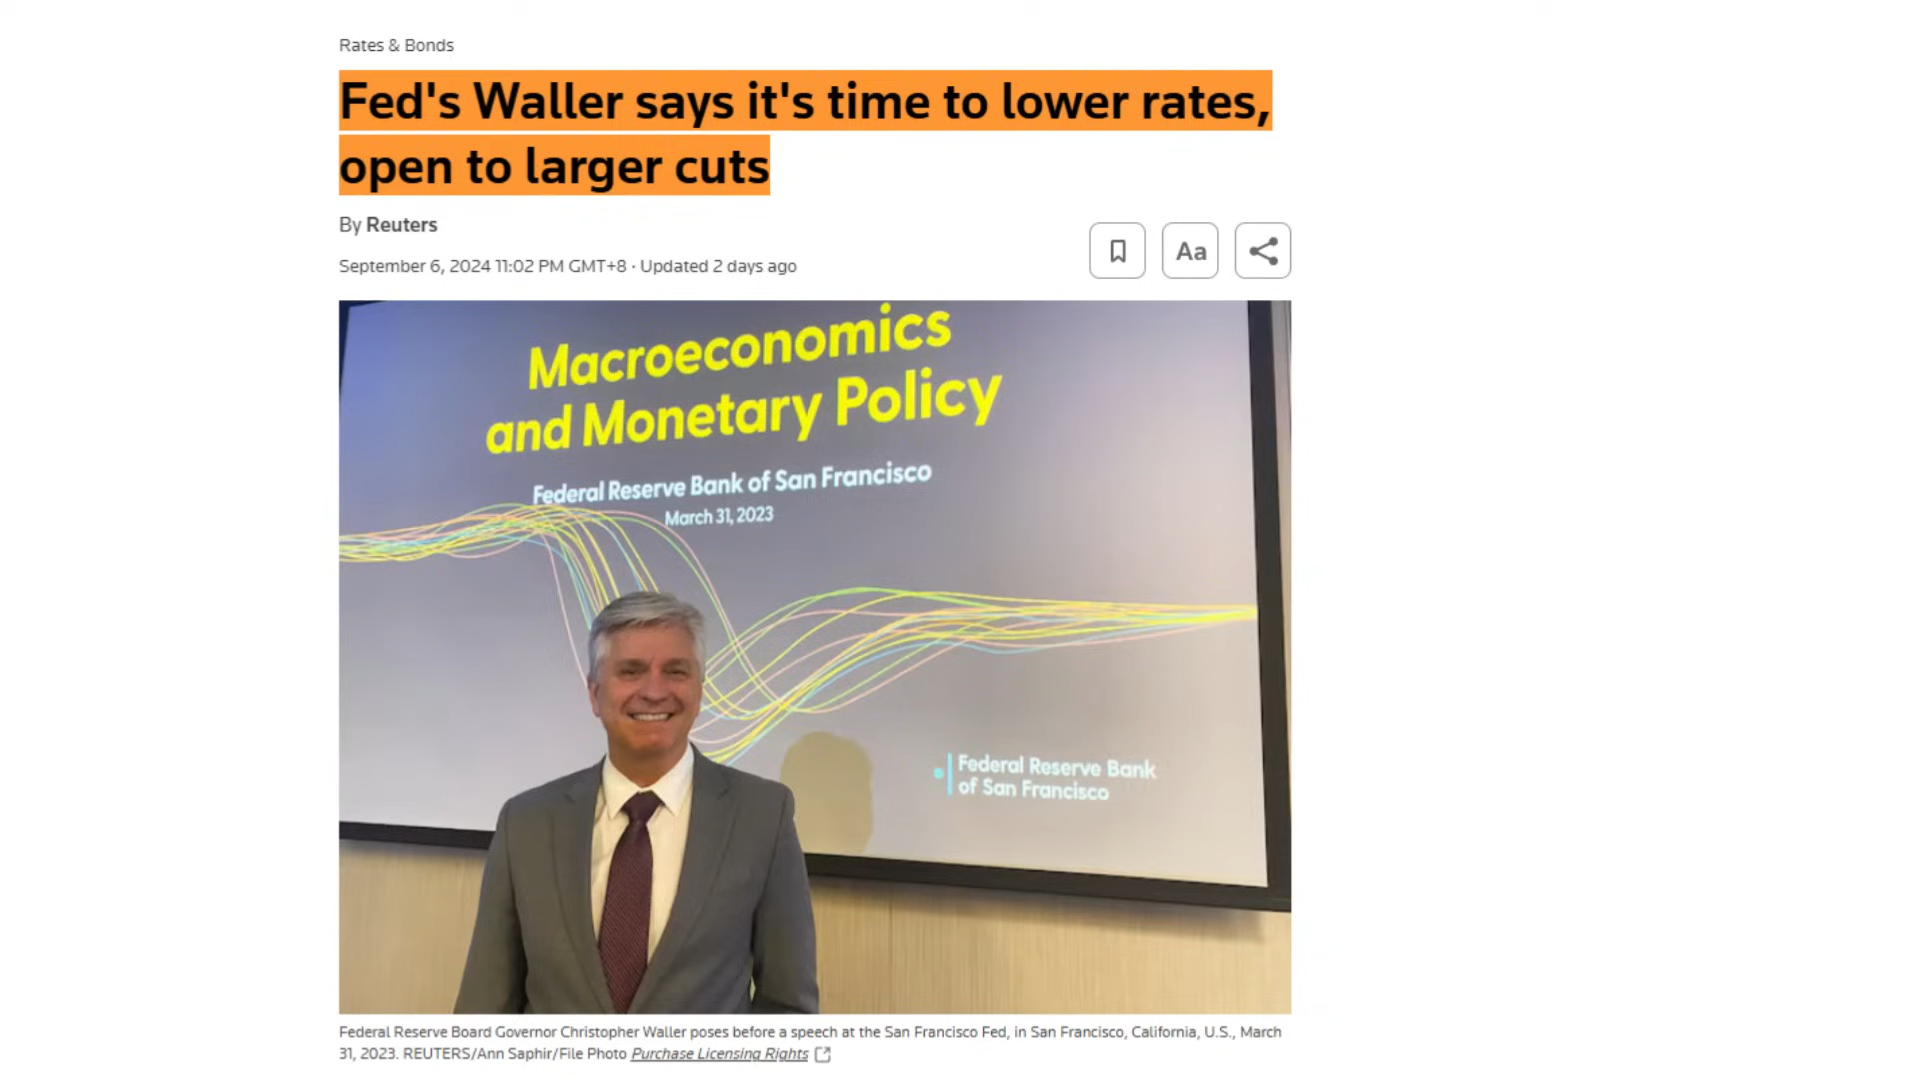 Rates & Bonds
Fed's Waller says it's time to lower rates,
open to larger cuts
By Reuters
September 6, 2024 11:02 PM GMT+8 · Updated 2 days ago
Aa
Macroeconomics
and Monetary Policy
Federal Reserve Bank of San Francisco
March 31, 2023
Federal Reserve Bank
of San Francisco
Federal Reserve Board Governor Christopher Waller poses before a speech at the San Francisco Fed, in San Francisco, California, U.S., March
31, 2023. REUTERS/Ann Saphir/File Photo Purchase Licensing Rights